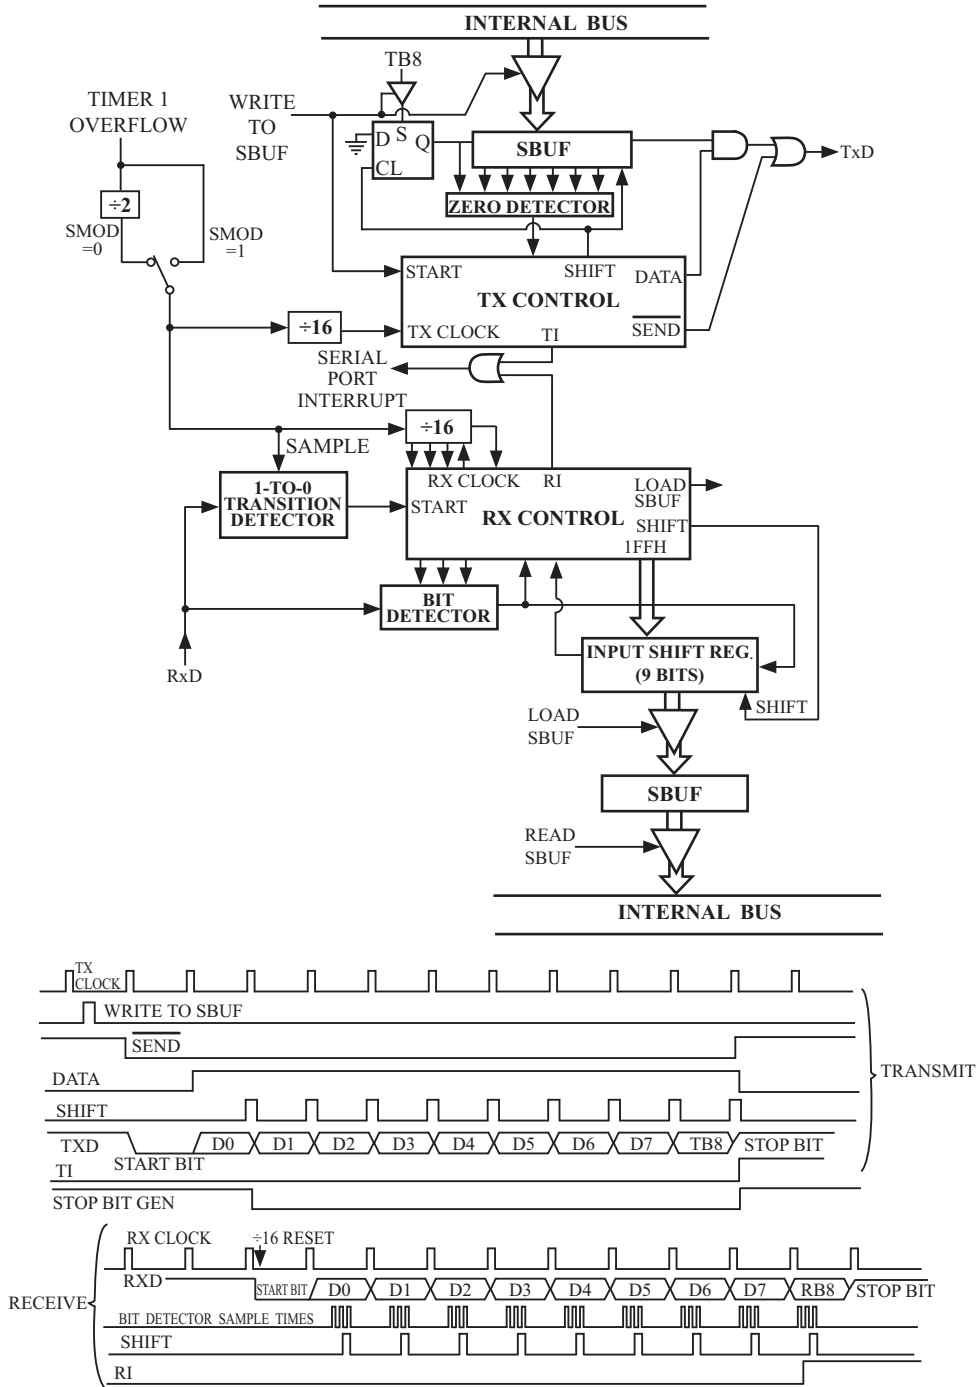 INTERNAL BUS
TB8
TIMER 1
OVERFLOW
WRITE
TO
SBUF
D S Q
CL
SBUF
TxD
÷2
ZERO DETECTOR
SMOD
=0
SMOD
=1
START
SHIFT
DATA
TX CONTROL
÷16
TX CLOCK
TI
SEND
SERIAL
PORT
INTERRUPT
÷16
SAMPLE
RX CLOCK
RI
LOAD
SBUF
1-TO-0
TRANSITION
DETECTOR
START
RX CONTROL
SHIFT
1FFH
BIT
DETECTOR
RxD
INPUT SHIFT REG.
(9 BITS)
SHIFT
LOAD
SBUF
SBUF
READ
SBUF
INTERNAL BUS
TX
CLOCK
WRITE TO SBUF
SEND
DATA
TRANSMIT
SHIFT
TXD
START BIT
D0 D1 D2 D3 D4 D5 D6 D7 TB8 STOP BIT
TI
STOP BIT GEN
RX CLOCK
÷16 RESET
RXD
START BIT D0 D1 D2 D3 D4 D5 D6 D7 RB8 STOP BIT
RECEIVE
BIT DETECTOR SAMPLE TIMES
SHIFT
RI